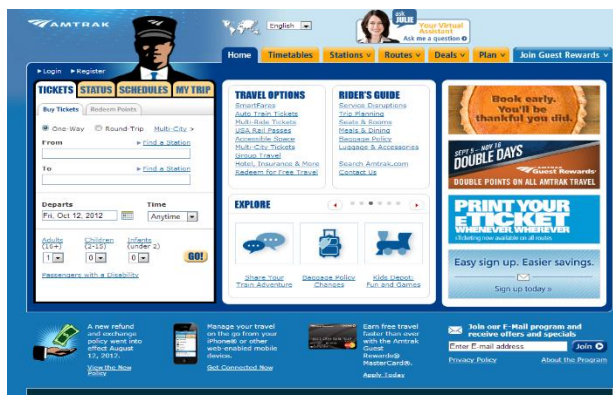 AMTRAK
English
ask
JULIE
Your Virtual
Assistant
Ask me a question
Home
Timetables
Stations
Routes
Deals
Plan
Join Guest Rewards
Login
Register
TICKETS
STATUS
SCHEDULES
MY TRIP
Buy Tickets
Redeem Points
One-Way
Round-Trip
Multi-City >
From
Find a Station
To
Find a Station
Departs
Time
Fri, Oct 12, 2012
Anytime
Adults
(16+)
Children
(2-15)
Infants
(under 2)
1
0
0
GO!
Passengers with a Disability
TRAVEL OPTIONS
SmartFares
Auto Train Tickets
Multi-Ride Tickets
USA Rail Passes
Accessible Space
Multi-City Tickets
Group Travel
Hotel, Insurance & More
Redeem for Free Travel
RIDER'S GUIDE
Service Disruptions
Trip Planning
Seats & Rooms
Meals & Dining
Baggage Policy
Luggage & Accessories
Search Amtrak.com
Contact Us
EXPLORE
Share Your
Train Adventure
Baggage Policy
Changes
Kids Depot:
Fun and Games
Book early.
You'll be
thankful you did.
SEPT 5 - NOV 16
DOUBLE DAYS
AMTRAK
Guest Rewards
DOUBLE POINTS ON ALL AMTRAK TRAVEL
PRINT YOUR
eTICKET
WHENEVER, WHEREVER
eTicketing now available on all routes
Easy sign up. Easier savings.
Sign up today »
A new refund
and exchange
policy went into
effect August
12, 2012.
View the New
Policy
Manage your travel
on the go from your
iPhone® or other
web-enabled mobile
device.
Get Connected Now
Earn free travel
faster than ever
with the Amtrak
Guest
Rewards®
MasterCard®.
Apply Today
Join our E-Mail program and
receive offers and specials
Enter E-mail address
Join
Privacy Policy
About the Program